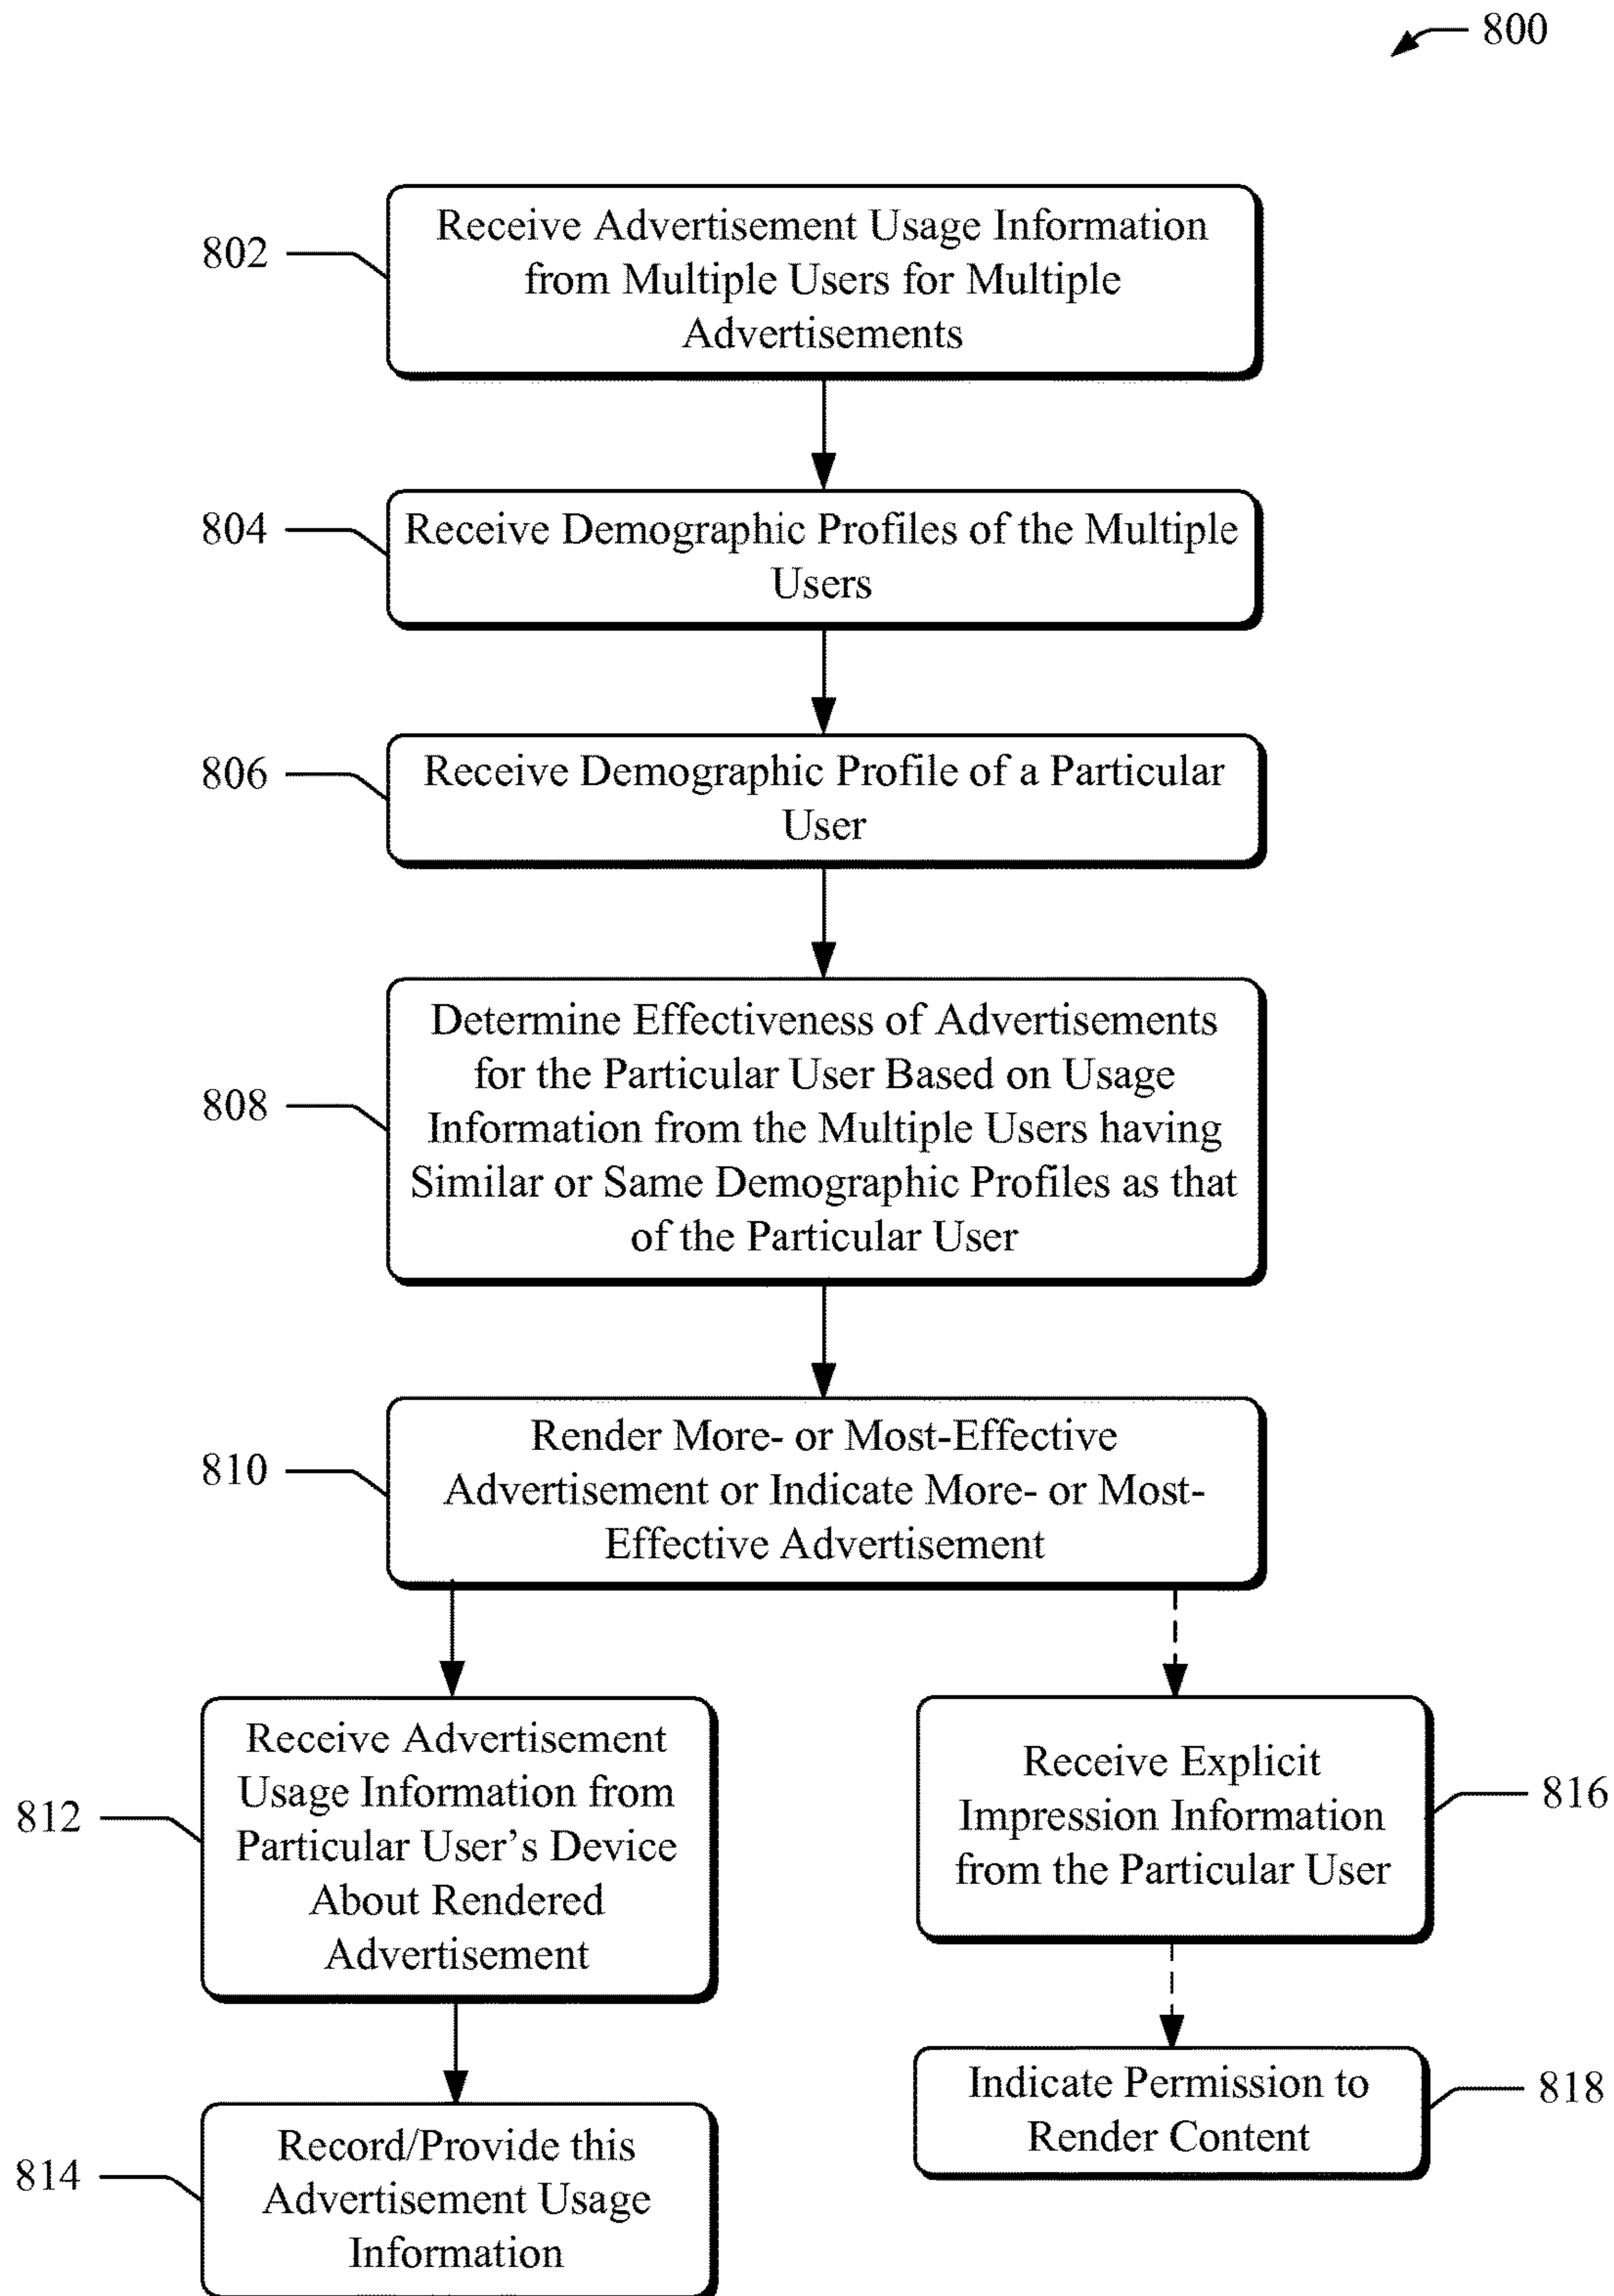 800
802
Receive Advertisement Usage Information
from Multiple Users for Multiple
Advertisements
804
Receive Demographic Profiles of the Multiple
Users
806
Receive Demographic Profile of a Particular
User
808
Determine Effectiveness of Advertisements
for the Particular User Based on Usage
Information from the Multiple Users having
Similar or Same Demographic Profiles as that
of the Particular User
810
Render More- or Most-Effective
Advertisement or Indicate More- or Most-
Effective Advertisement
812
Receive Advertisement
Usage Information from
Particular User’s Device
About Rendered
Advertisement
816
Receive Explicit
Impression Information
from the Particular User
814
Record/Provide this
Advertisement Usage
Information
818
Indicate Permission to
Render Content